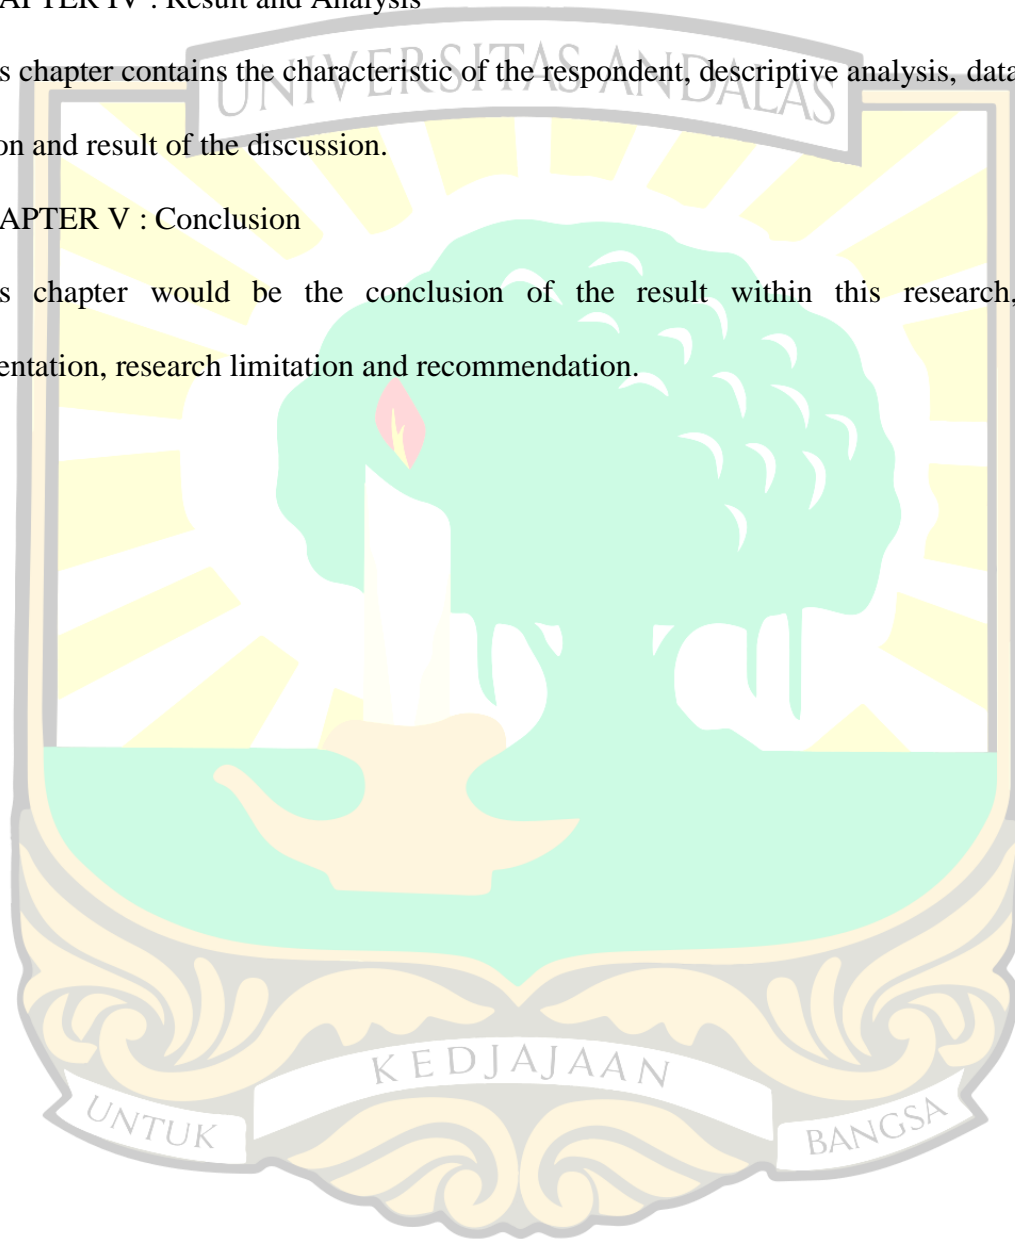 APTER IV : Result and Analysis
UNIVERSITAS ANDALAS
s chapter contains the characteristic of the respondent, descriptive analysis, data
on and result of the discussion.
APTER V : Conclusion
s chapter would be the conclusion of the result within this research,
entation, research limitation and recommendation.
KEDJAJAAN
UNTUK
BANGSA